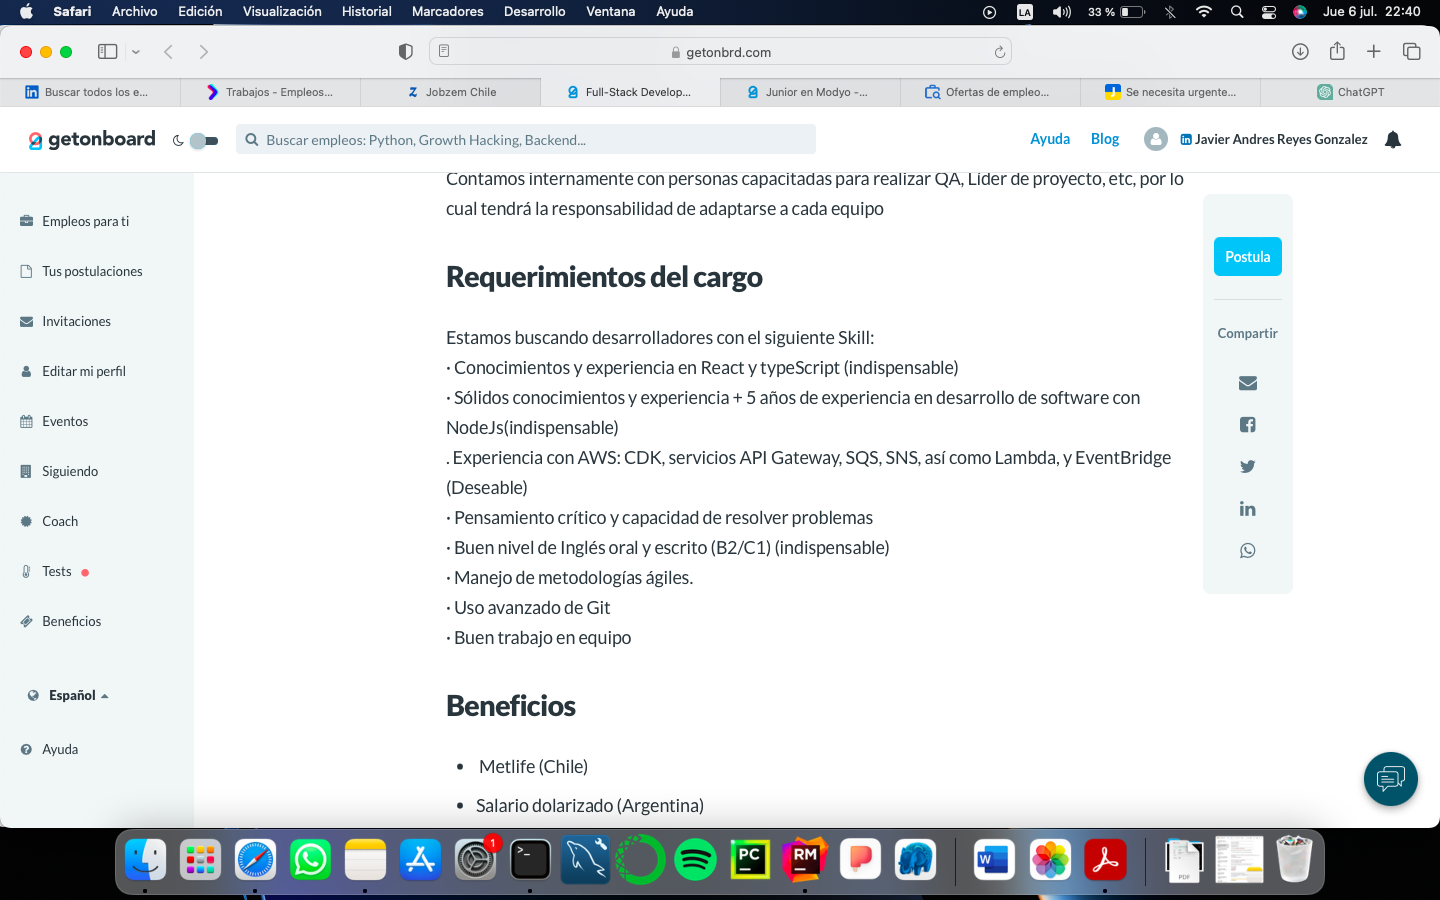 Safari Archivo Edición Visualización Historial Marcadores Desarrollo Ventana Ayuda LA 33 % Jue 6 jul. 22:40
getonbrd.com
Buscar todos los e... Trabajos - Empleos... Jobzem Chile Full-Stack Develop... Junior en Modyo -... Ofertas de empleo... Se necesita urgente... ChatGPT
getonboard Buscar empleos: Python, Growth Hacking, Backend... Ayuda Blog in Javier Andres Reyes Gonzalez
Empleos para ti
Tus postulaciones
Invitaciones
Editar mi perfil
Eventos
Siguiendo
Coach
Tests
Beneficios
Español
Ayuda
Contamos internamente con personas capacitadas para realizar QA, Lider de proyecto, etc, por lo
cual tendrá la responsabilidad de adaptarse a cada equipo
Requerimientos del cargo
Estamos buscando desarrolladores con el siguiente Skill:
· Conocimientos y experiencia en React y typeScript (indispensable)
· Sólidos conocimientos y experiencia + 5 años de experiencia en desarrollo de software con
NodeJs(indispensable)
. Experiencia con AWS: CDK, servicios API Gateway, SQS, SNS, así como Lambda, y EventBridge
(Deseable)
· Pensamiento crítico y capacidad de resolver problemas
· Buen nivel de Inglés oral y escrito (B2/C1) (indispensable)
· Manejo de metodologías ágiles.
· Uso avanzado de Git
· Buen trabajo en equipo
Beneficios
• Metlife (Chile)
• Salario dolarizado (Argentina)
Postula
Compartir
1
>_
PC
RM
W
PDF